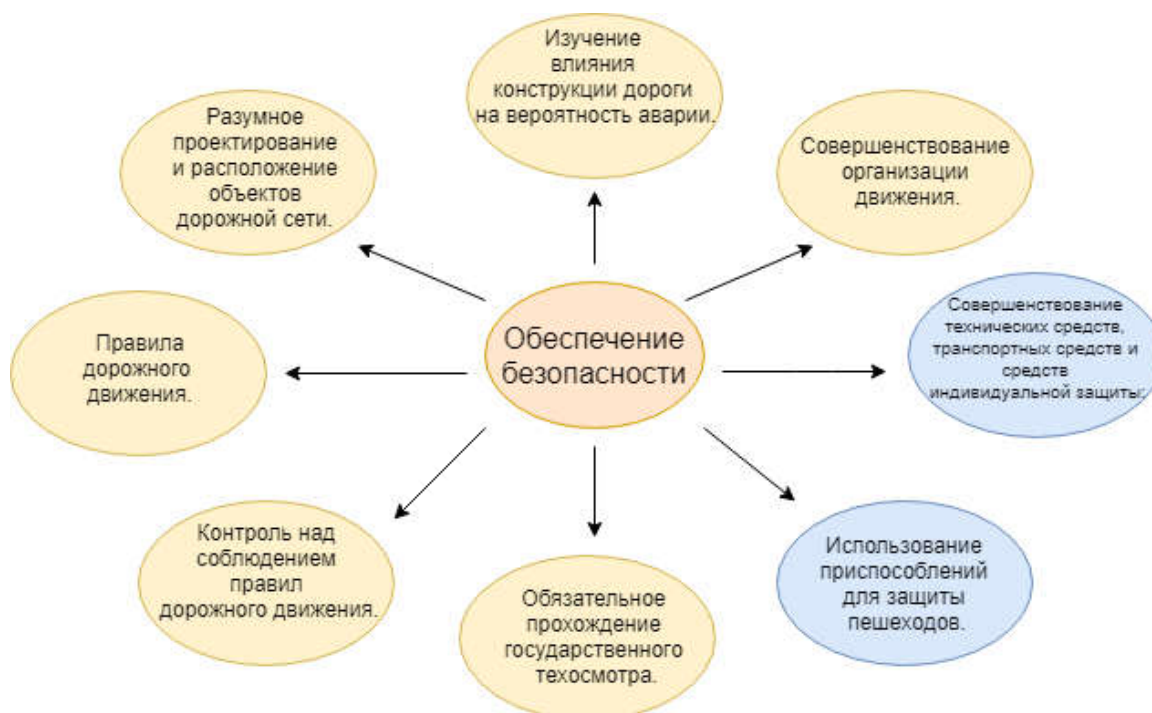 Изучение
влияния
конструкции дороги
на вероятность аварии.
Разумное
проектирование
и расположение
объектов
дорожной сети.
Совершенствование
организации
движения.
Обеспечение
безопасности
Совершенствование
технических средств,
транспортных средств и
средств
индивидуальной защиты;
Правила
дорожного
движения.
Контроль над
соблюдением
правил
дорожного движения.
Обязательное
прохождение
государственного
техосмотра.
Использование
приспособлений
для защиты
пешеходов.